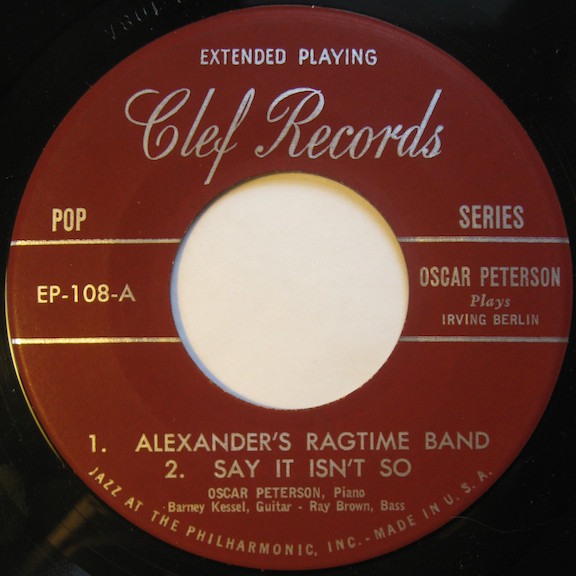 EXTENDED PLAYING
Clef Records
POP SERIES
EP-108-A
OSCAR PETERSON
Plays
IRVING BERLIN
1. ALEXANDER'S RAGTIME BAND
2. SAY IT ISN'T SO
OSCAR PETERSON, Piano
Barney Kessel, Guitar - Ray Brown, Bass
JAZZ AT THE PHILHARMONIC, INC.-MADE IN U.S.A.